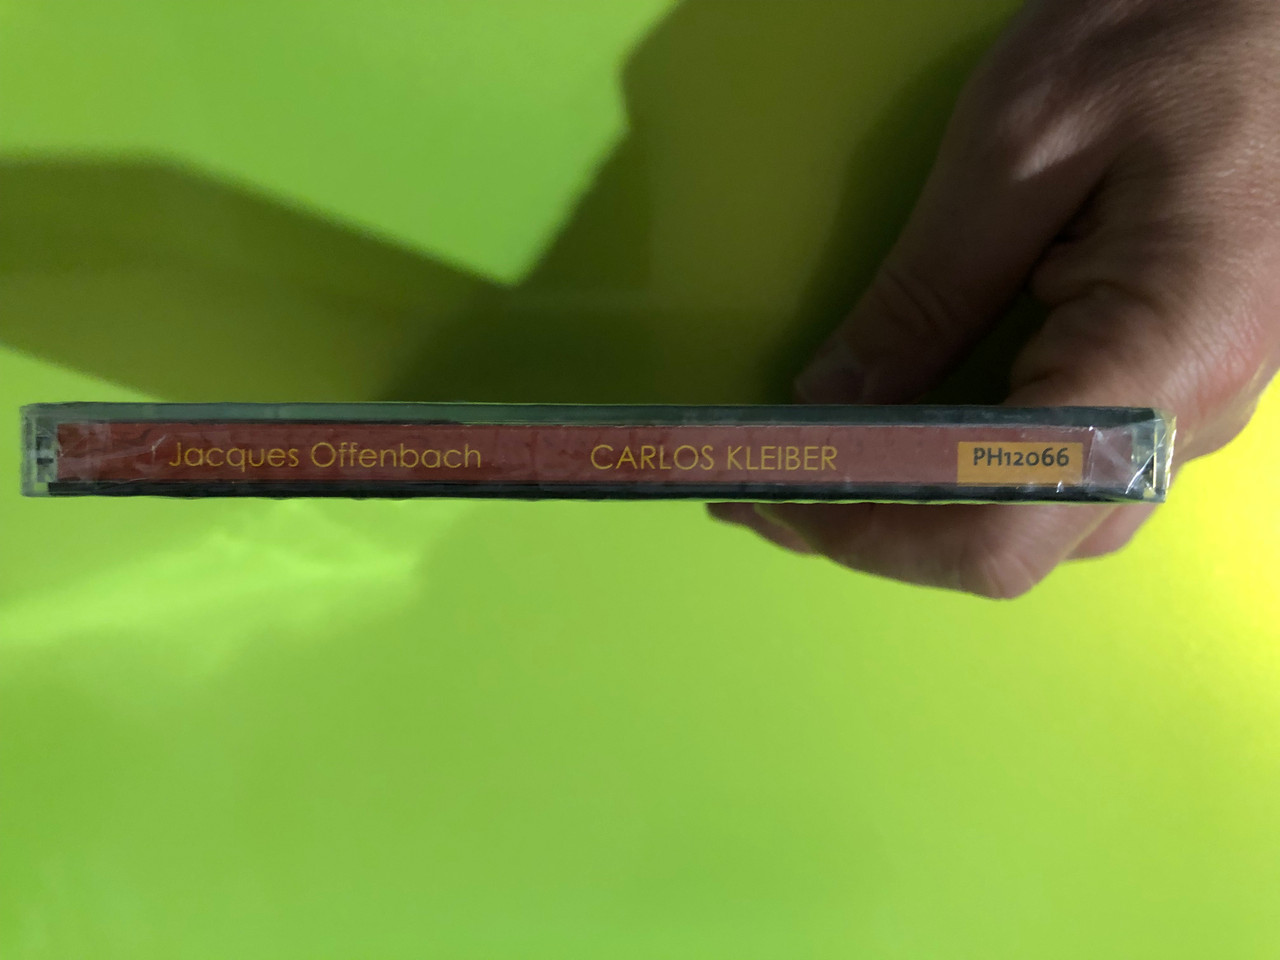 Jacques Offenbach CARLOS KLEIBER PH12066